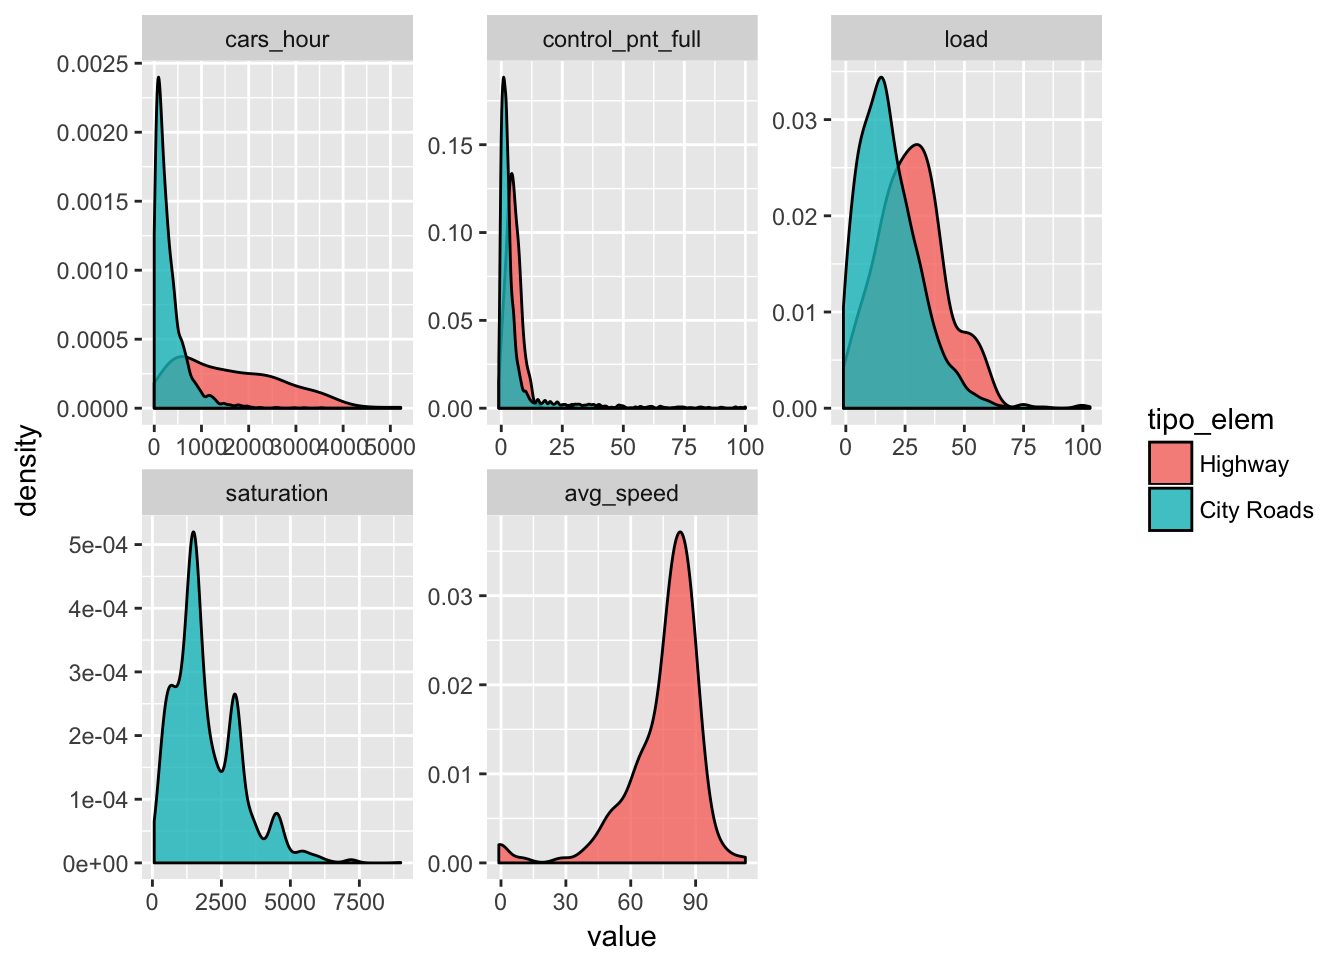 cars_hour
control_pnt_full
load
0.0025
0.0020
0.0015
0.0010
0.0005
0.0000
0 1000 2000 3000 4000 5000
0.15
0.10
0.05
0.00
0 25 50 75 100
0.03
0.02
0.01
0.00
0 25 50 75 100
saturation
avg_speed
5e-04
4e-04
3e-04
2e-04
1e-04
0e+00
0 2500 5000 7500
0.03
0.02
0.01
0.00
0 30 60 90
density
value
tipo_elem
Highway
City Roads